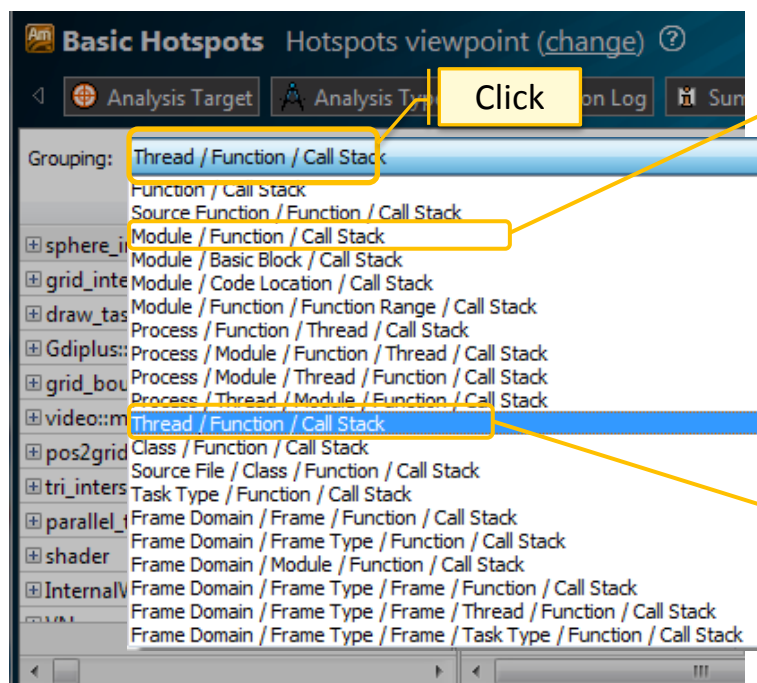 Am Basic Hotspots Hotspots viewpoint (change) ?
Analysis Target Analysis Type Click on Log Sum
Grouping: Thread / Function / Call Stack
Function / Call Stack
Source Function / Function / Call Stack
sphere_i Module / Function / Call Stack
Module / Basic Block / Call Stack
grid_inte Module / Code Location / Call Stack
draw_tas Module / Function / Function Range / Call Stack
Process / Function / Thread / Call Stack
Gdiplus:: Process / Module / Function / Thread / Call Stack
grid_bou Process / Module / Thread / Function / Call Stack
Process / Thread / Module / Function / Call Stack
video::m Thread / Function / Call Stack
pos2grid Class / Function / Call Stack
tri_inters Source File / Class / Function / Call Stack
Task Type / Function / Call Stack
parallel_t Frame Domain / Frame / Function / Call Stack
Frame Domain / Frame Type / Function / Call Stack
shader Frame Domain / Module / Function / Call Stack
Internal Frame Domain / Frame Type / Frame / Function / Call Stack
Frame Domain / Frame Type / Frame / Thread / Function / Call Stack
Frame Domain / Frame Type / Frame / Task Type / Function / Call Stack